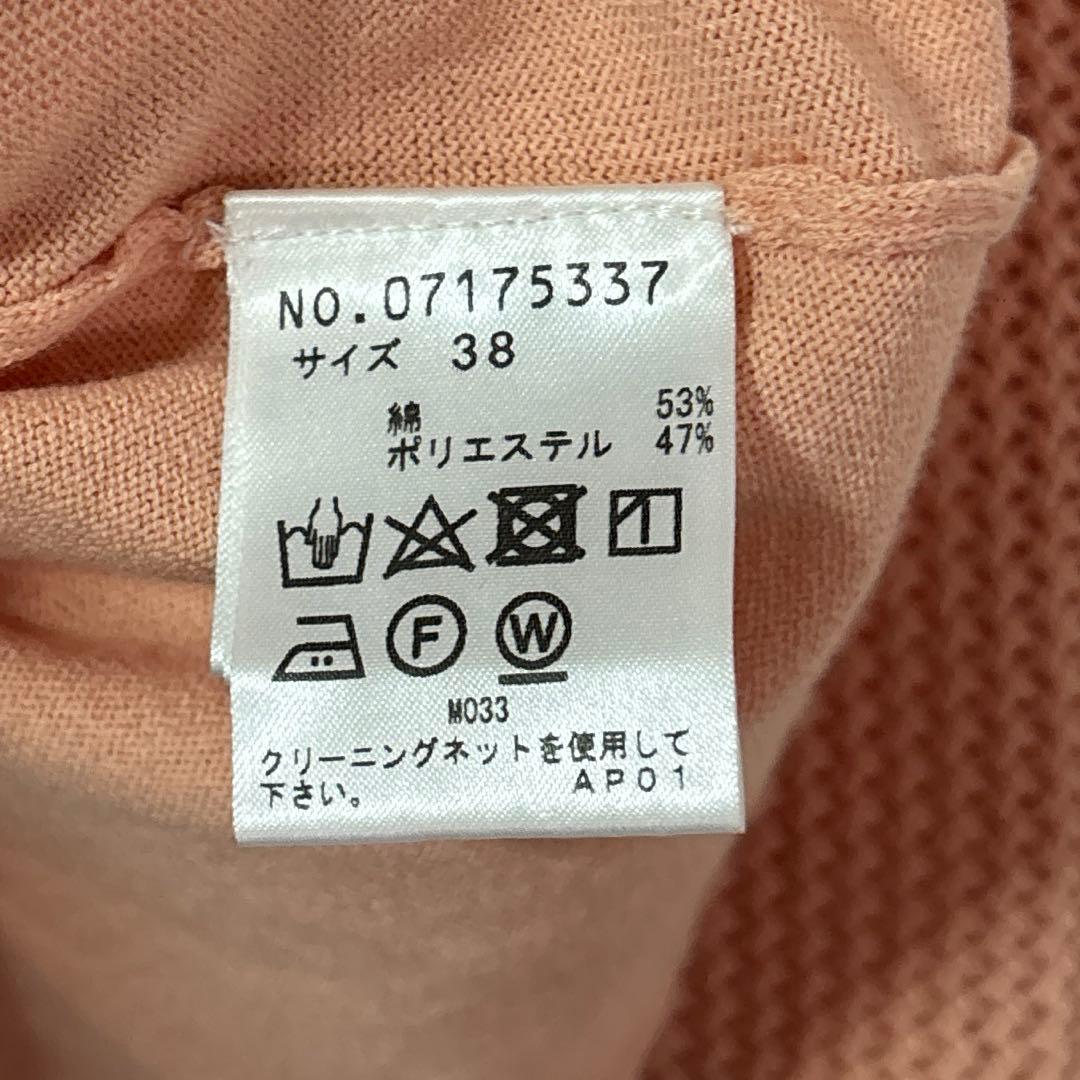 NO.07175337
サイズ 38
綿 53%
ポリエステル 47%
F W
M033
クリーニングネットを使用して
下さい。 AP01